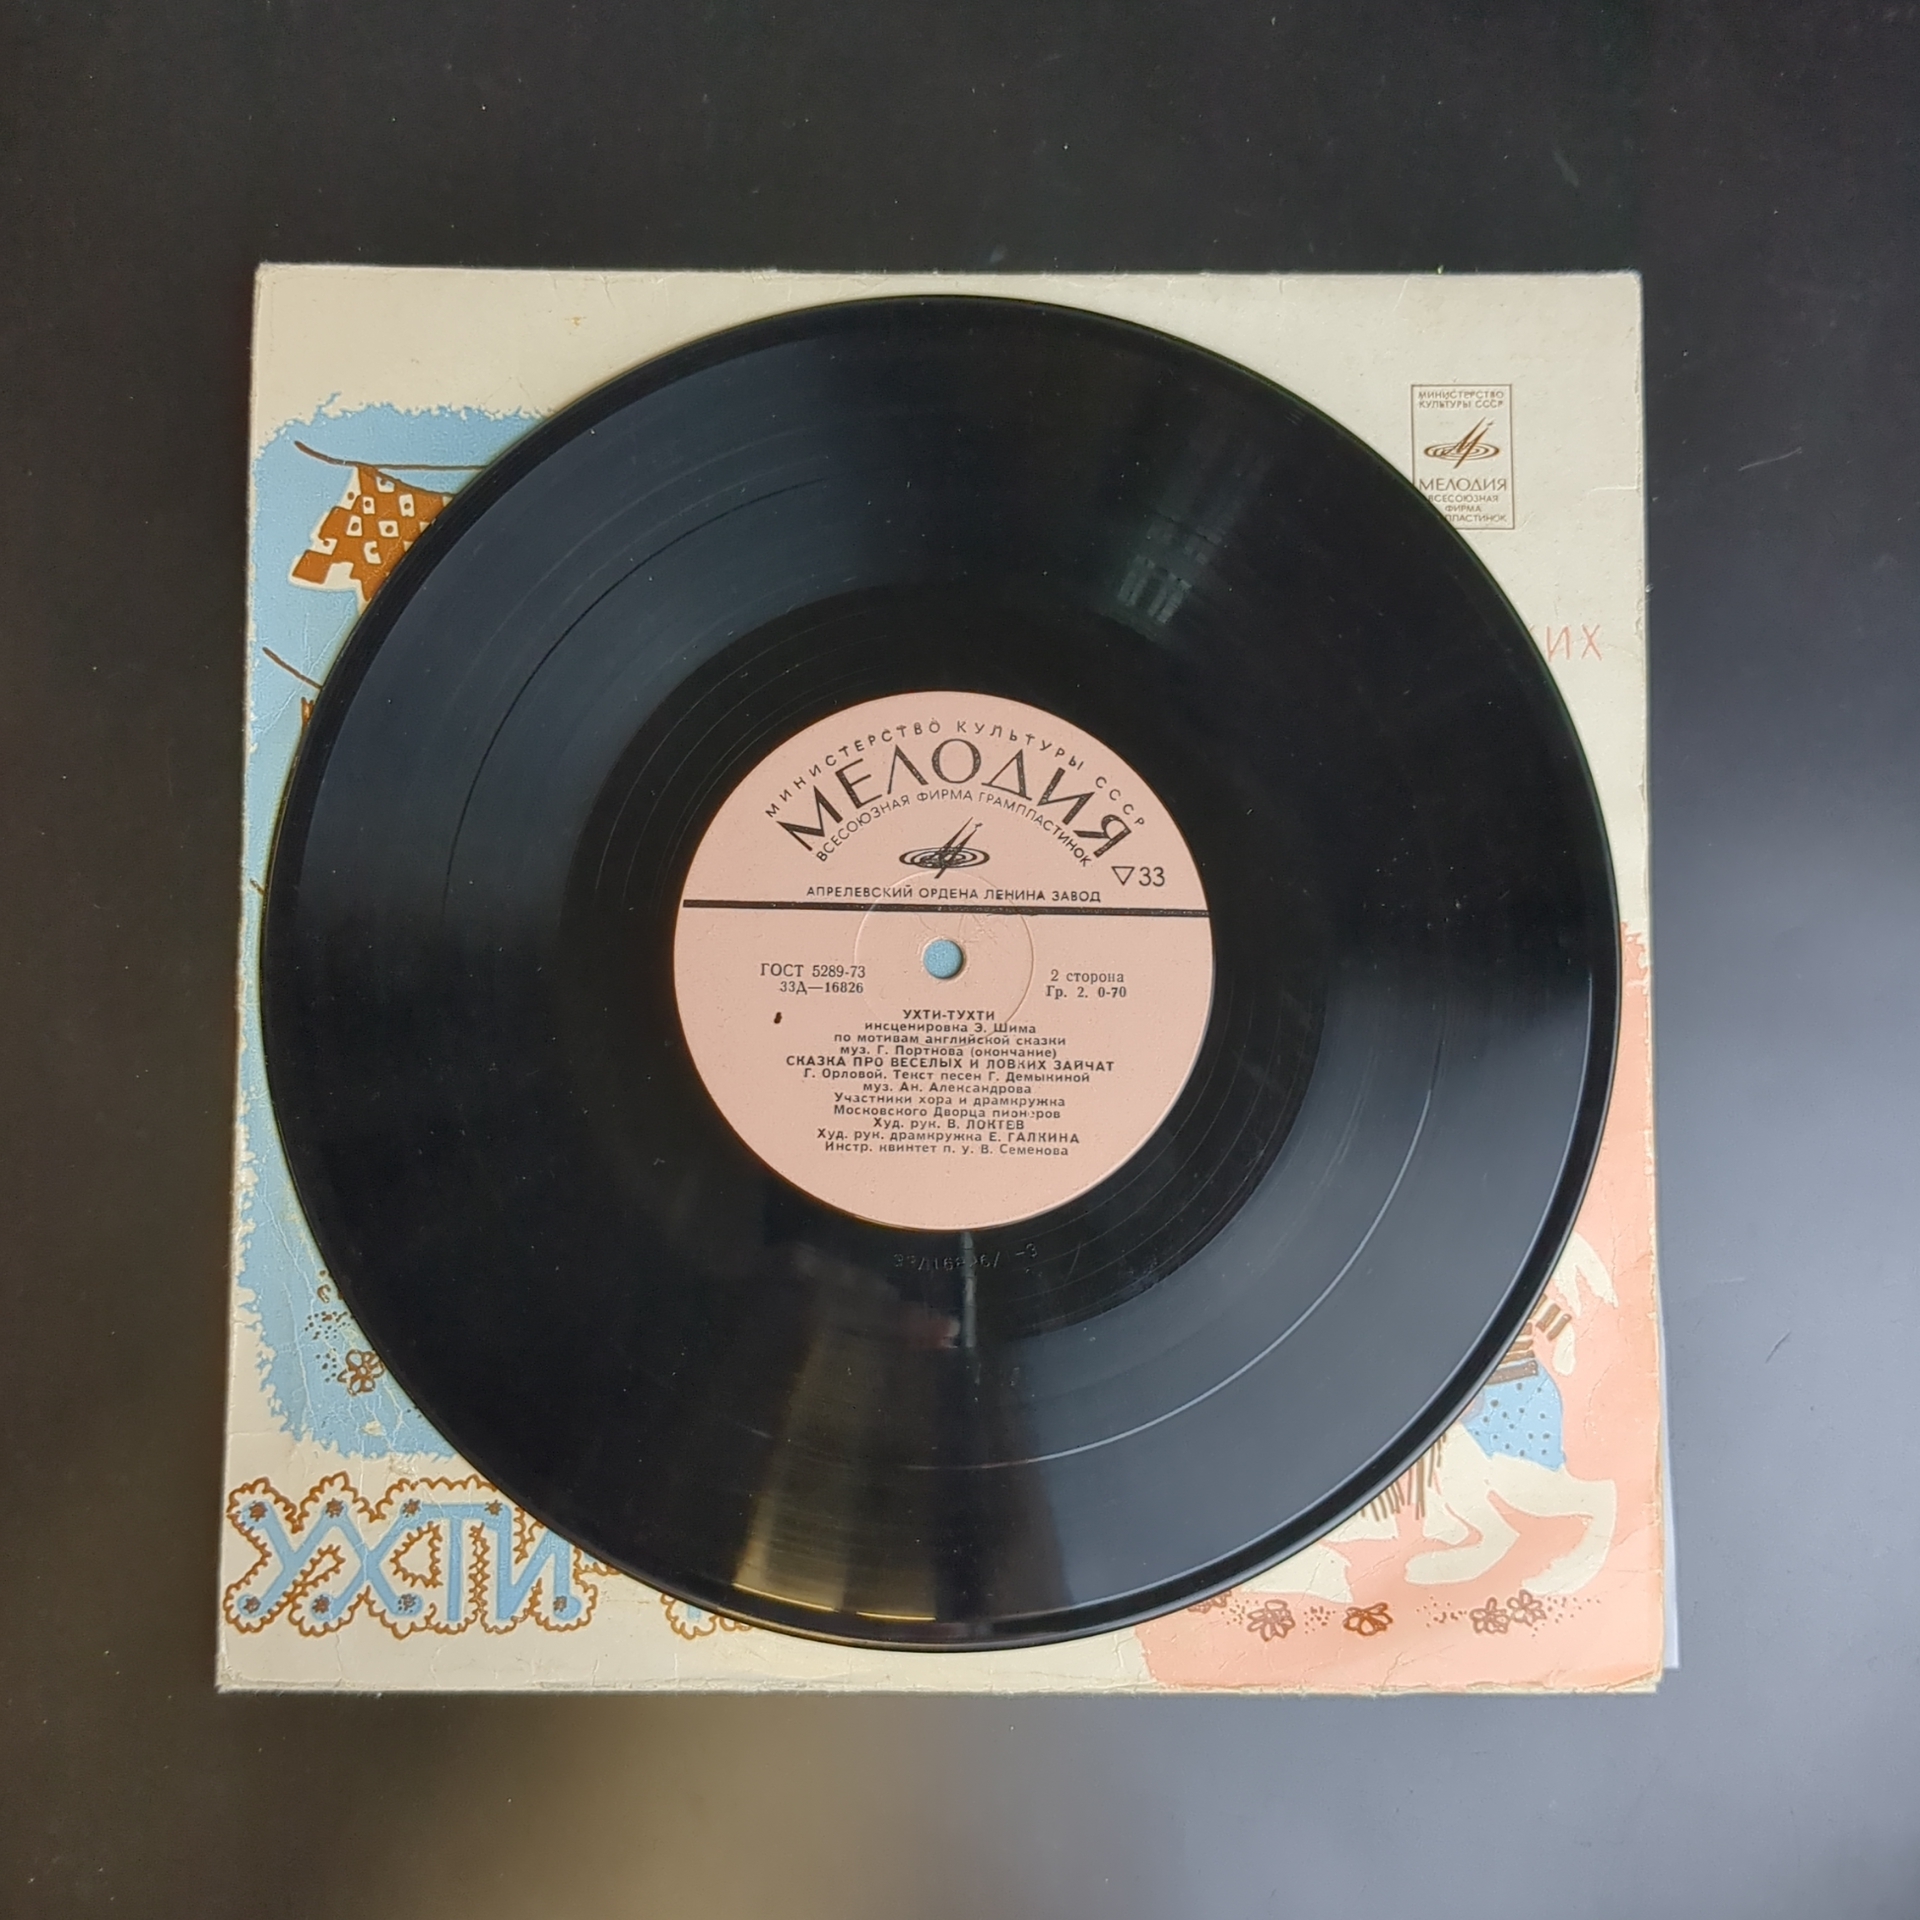 МИНИСТЕРСТВО
КУЛЬТУРЫ СССР
МЕЛОДИЯ
ВСЕСОЮЗНАЯ
ФИРМА
ИХ
МИНИСТЕРСТВО КУЛЬТУРЫ СССР
МЕЛОДИЯ
ВСЕСОЮЗНАЯ ФИРМА ГРАМПЛАСТИНОК
▽33
АПРЕЛЕВСКИЙ ОРДЕНА ЛЕНИНА ЗАВОД
ГОСТ 5289-73
33Д—16826
2 сторона
Гр. 2. 0-70
УХТИ-ТУХТИ
инсценировка Э. Шима
по мотивам английской сказки
муз. Г. Портнова (окончание)
СКАЗКА ПРО ВЕСЕЛЫХ И ЛОВКИХ ЗАЙЧАТ
Г. Орловой. Текст песен Г. Демыкиной
муз. Ан. Александрова
Участники хора и драмкружка
Московского Дворца пионеров
Худ. рук. В. ЛОКТЕВ
Худ. рук. драмкружка Е. ГАЛКИНА
Инстр. квинтет п. у. В. Семенова
УХТИ